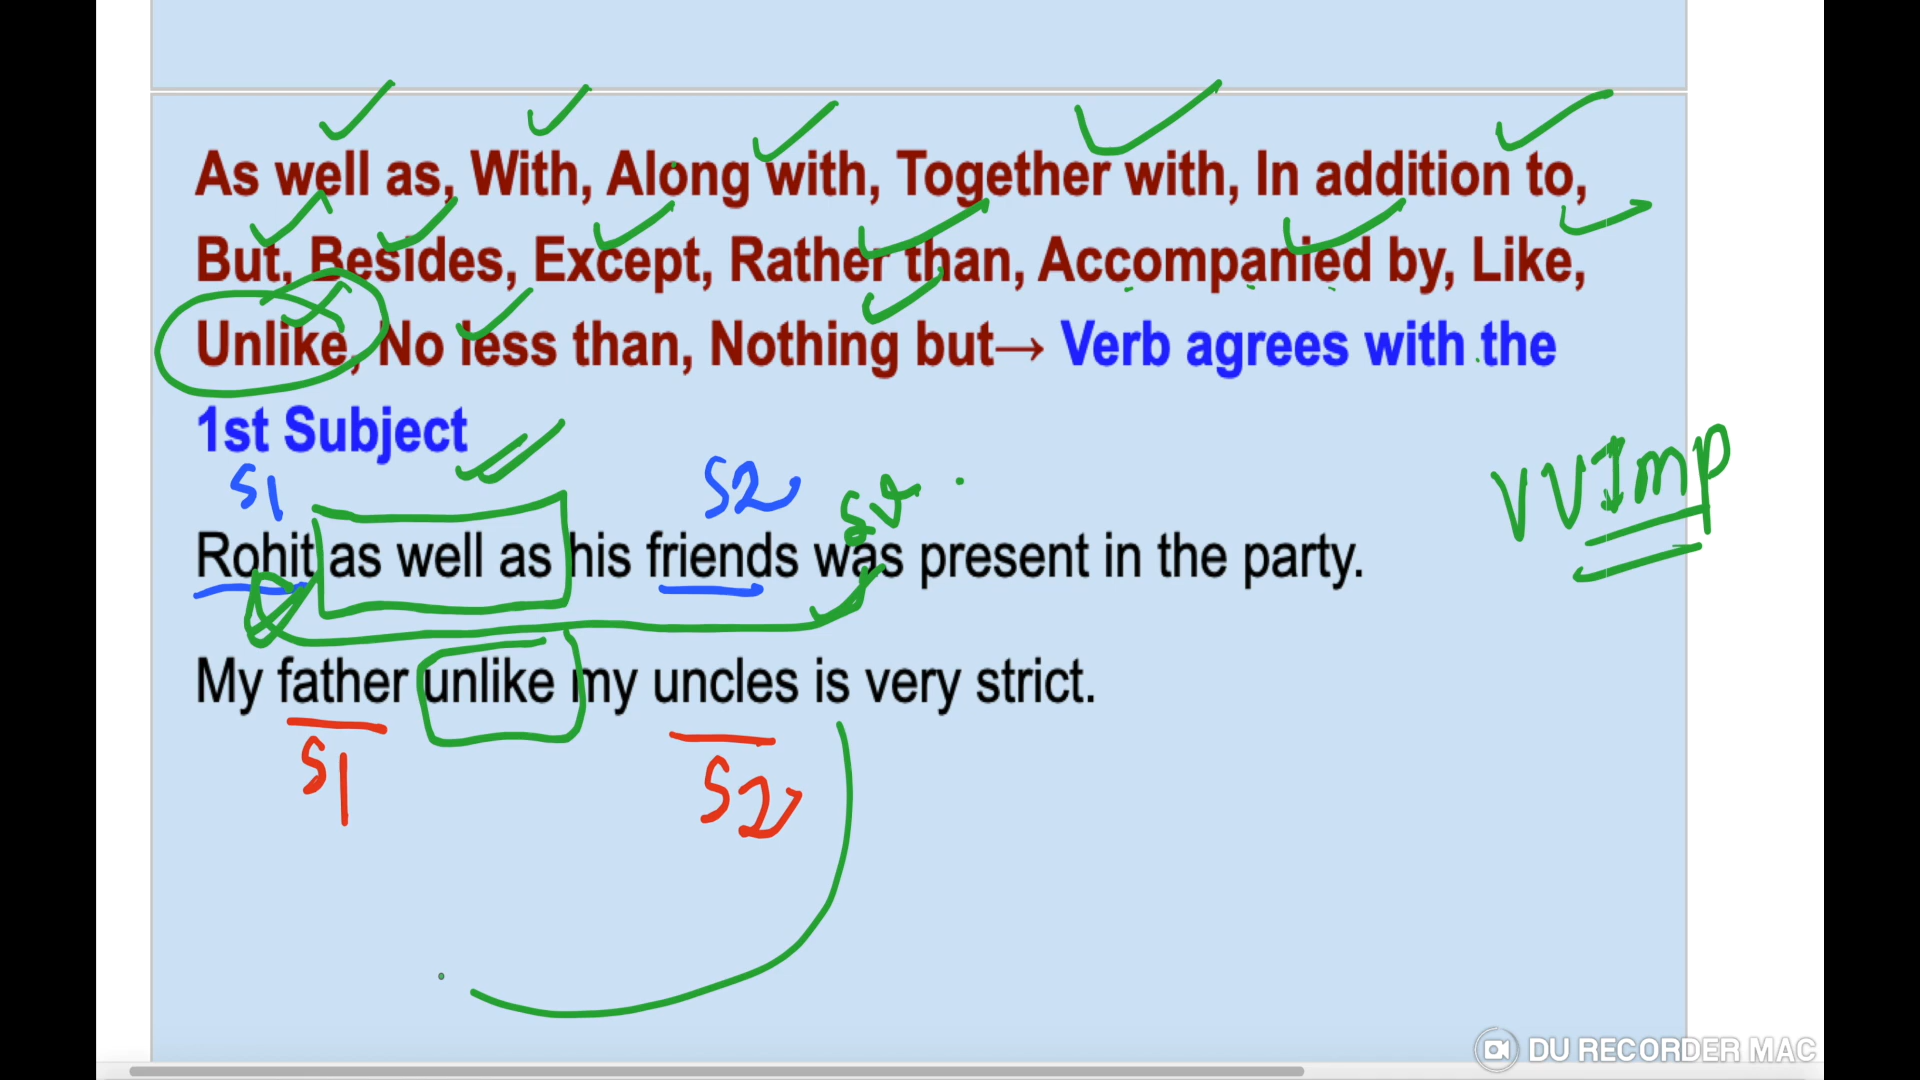 As well as, With, Along with, Together with, In addition to,
But, Besides, Except, Rather than, Accompanied by, Like,
Unlike, No less than, Nothing but→ Verb agrees with the
1st Subject
VVImp
S1 S2 SV
Rohit as well as his friends was present in the party.
My father unlike my uncles is very strict.
S1 S2
DU RECORDER MAC